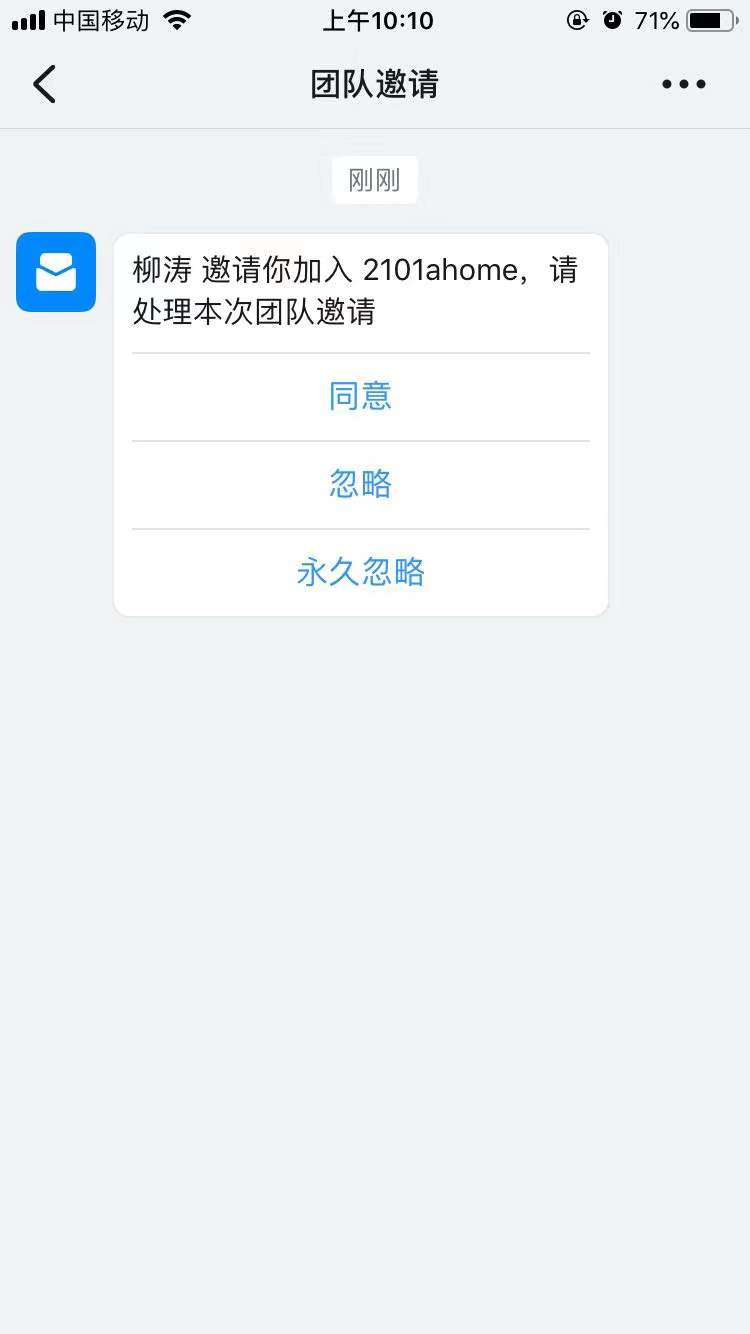 中国移动 上午10:10 71%
团队邀请
刚刚
柳涛 邀请你加入 2101ahome，请
处理本次团队邀请
同意
忽略
永久忽略